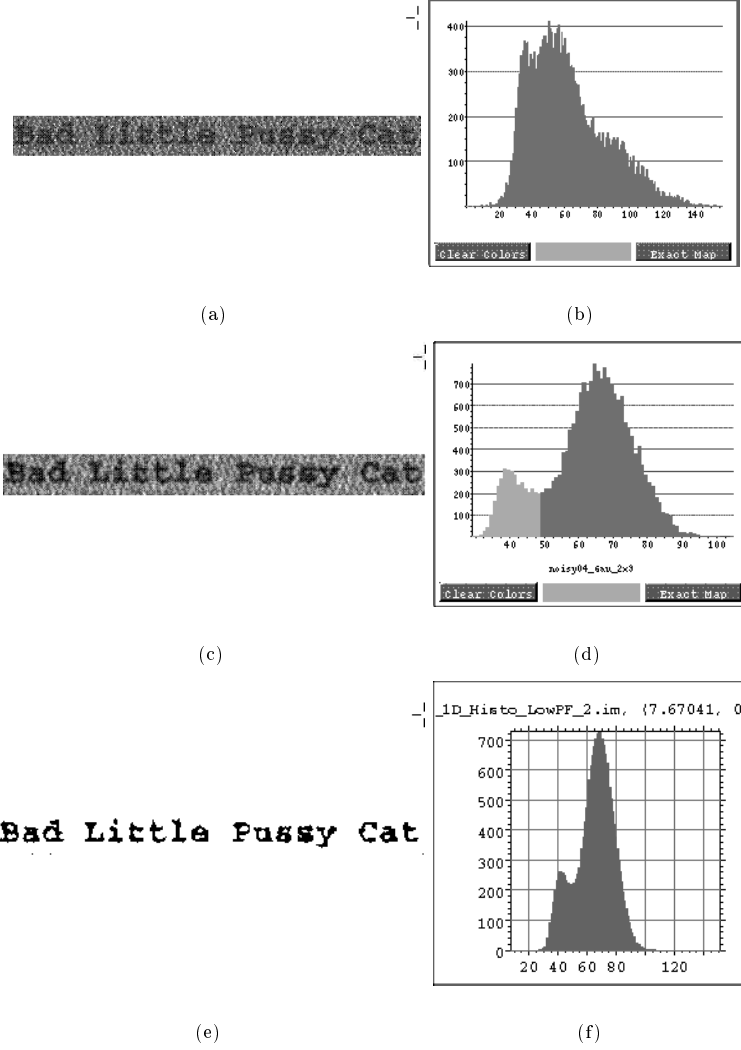 400
300
200
100
20 40 60 80 100 120 140
Bad Little Pussy Cat
Clear Colors Exact Map
(a) (b)
700
600
500
400
300
200
100
40 50 60 70 80 90 100
Bad Little Pussy Cat
noisy04_Gau_2x3
Clear Colors Exact Map
(c) (d)
_1D_Histo_LowPF_2.im, (7.67041, 0
700
600
500
400
300
200
100
0
20 40 60 80 120
Bad Little Pussy Cat
(e) (f)